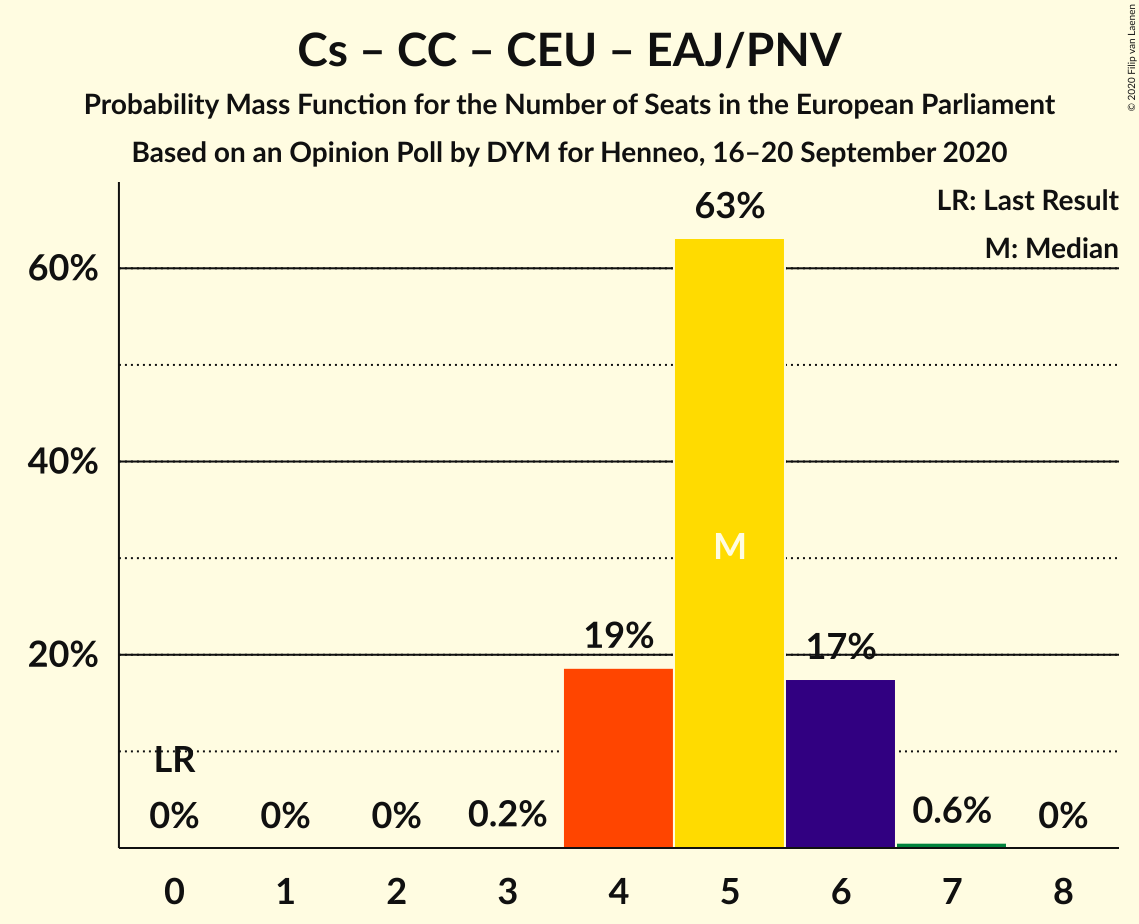 Cs – CC – CEU – EAJ/PNV
Probability Mass Function for the Number of Seats in the European Parliament
Based on an Opinion Poll by DYM for Henneo, 16–20 September 2020
© 2020 Filip van Laenen
LR: Last Result
M: Median
63%
60%
40%
M
19%
17%
20%
LR
0%
0%
0%
0.2%
0.6%
0%
0 1 2 3 4 5 6 7 8